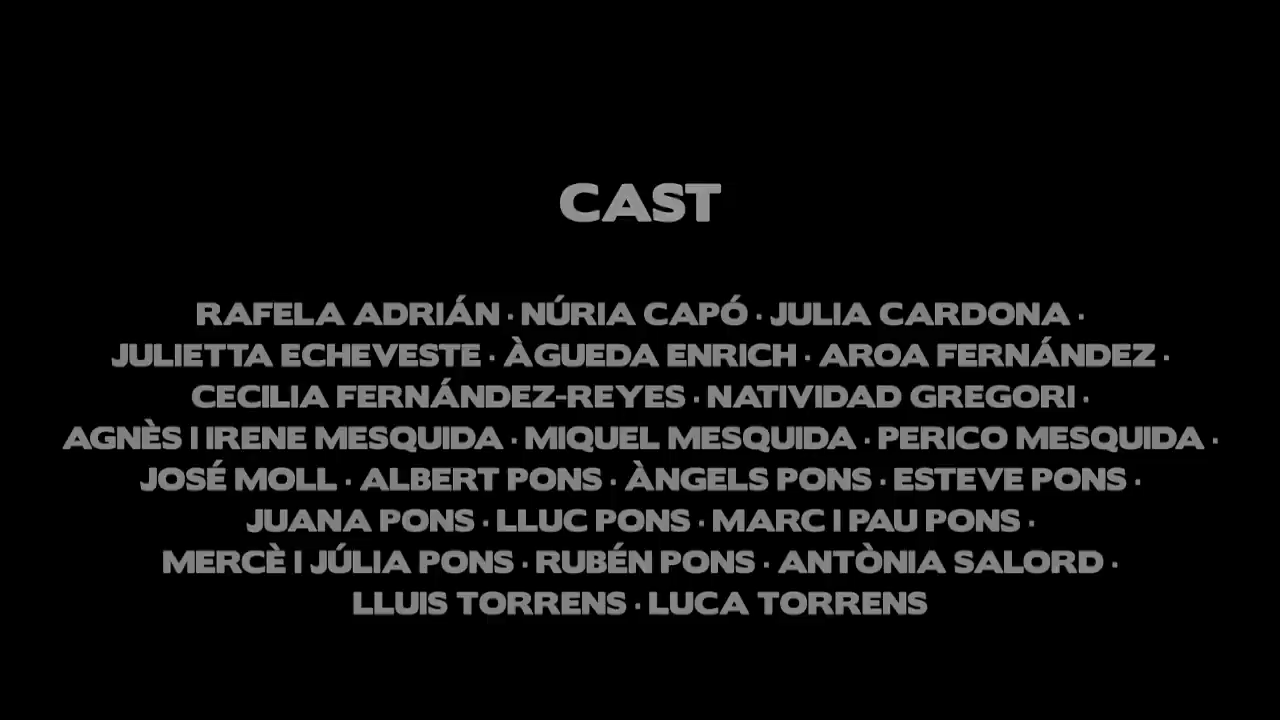 CAST
RAFELA ADRIÁN · NÚRIA CAPÓ · JULIA CARDONA ·
JULIETTA ECHEVESTE · ÀGUEDA ENRICH · AROA FERNÁNDEZ ·
CECILIA FERNÁNDEZ-REYES · NATIVIDAD GREGORI ·
AGNÈS I IRENE MESQUIDA · MIQUEL MESQUIDA · PERICO MESQUIDA ·
JOSÉ MOLL · ALBERT PONS · ÀNGELS PONS · ESTEVE PONS ·
JUANA PONS · LLUC PONS · MARC I PAU PONS ·
MERCÈ I JÚLIA PONS · RUBÉN PONS · ANTÒNIA SALORD ·
LLUIS TORRENS · LUCA TORRENS